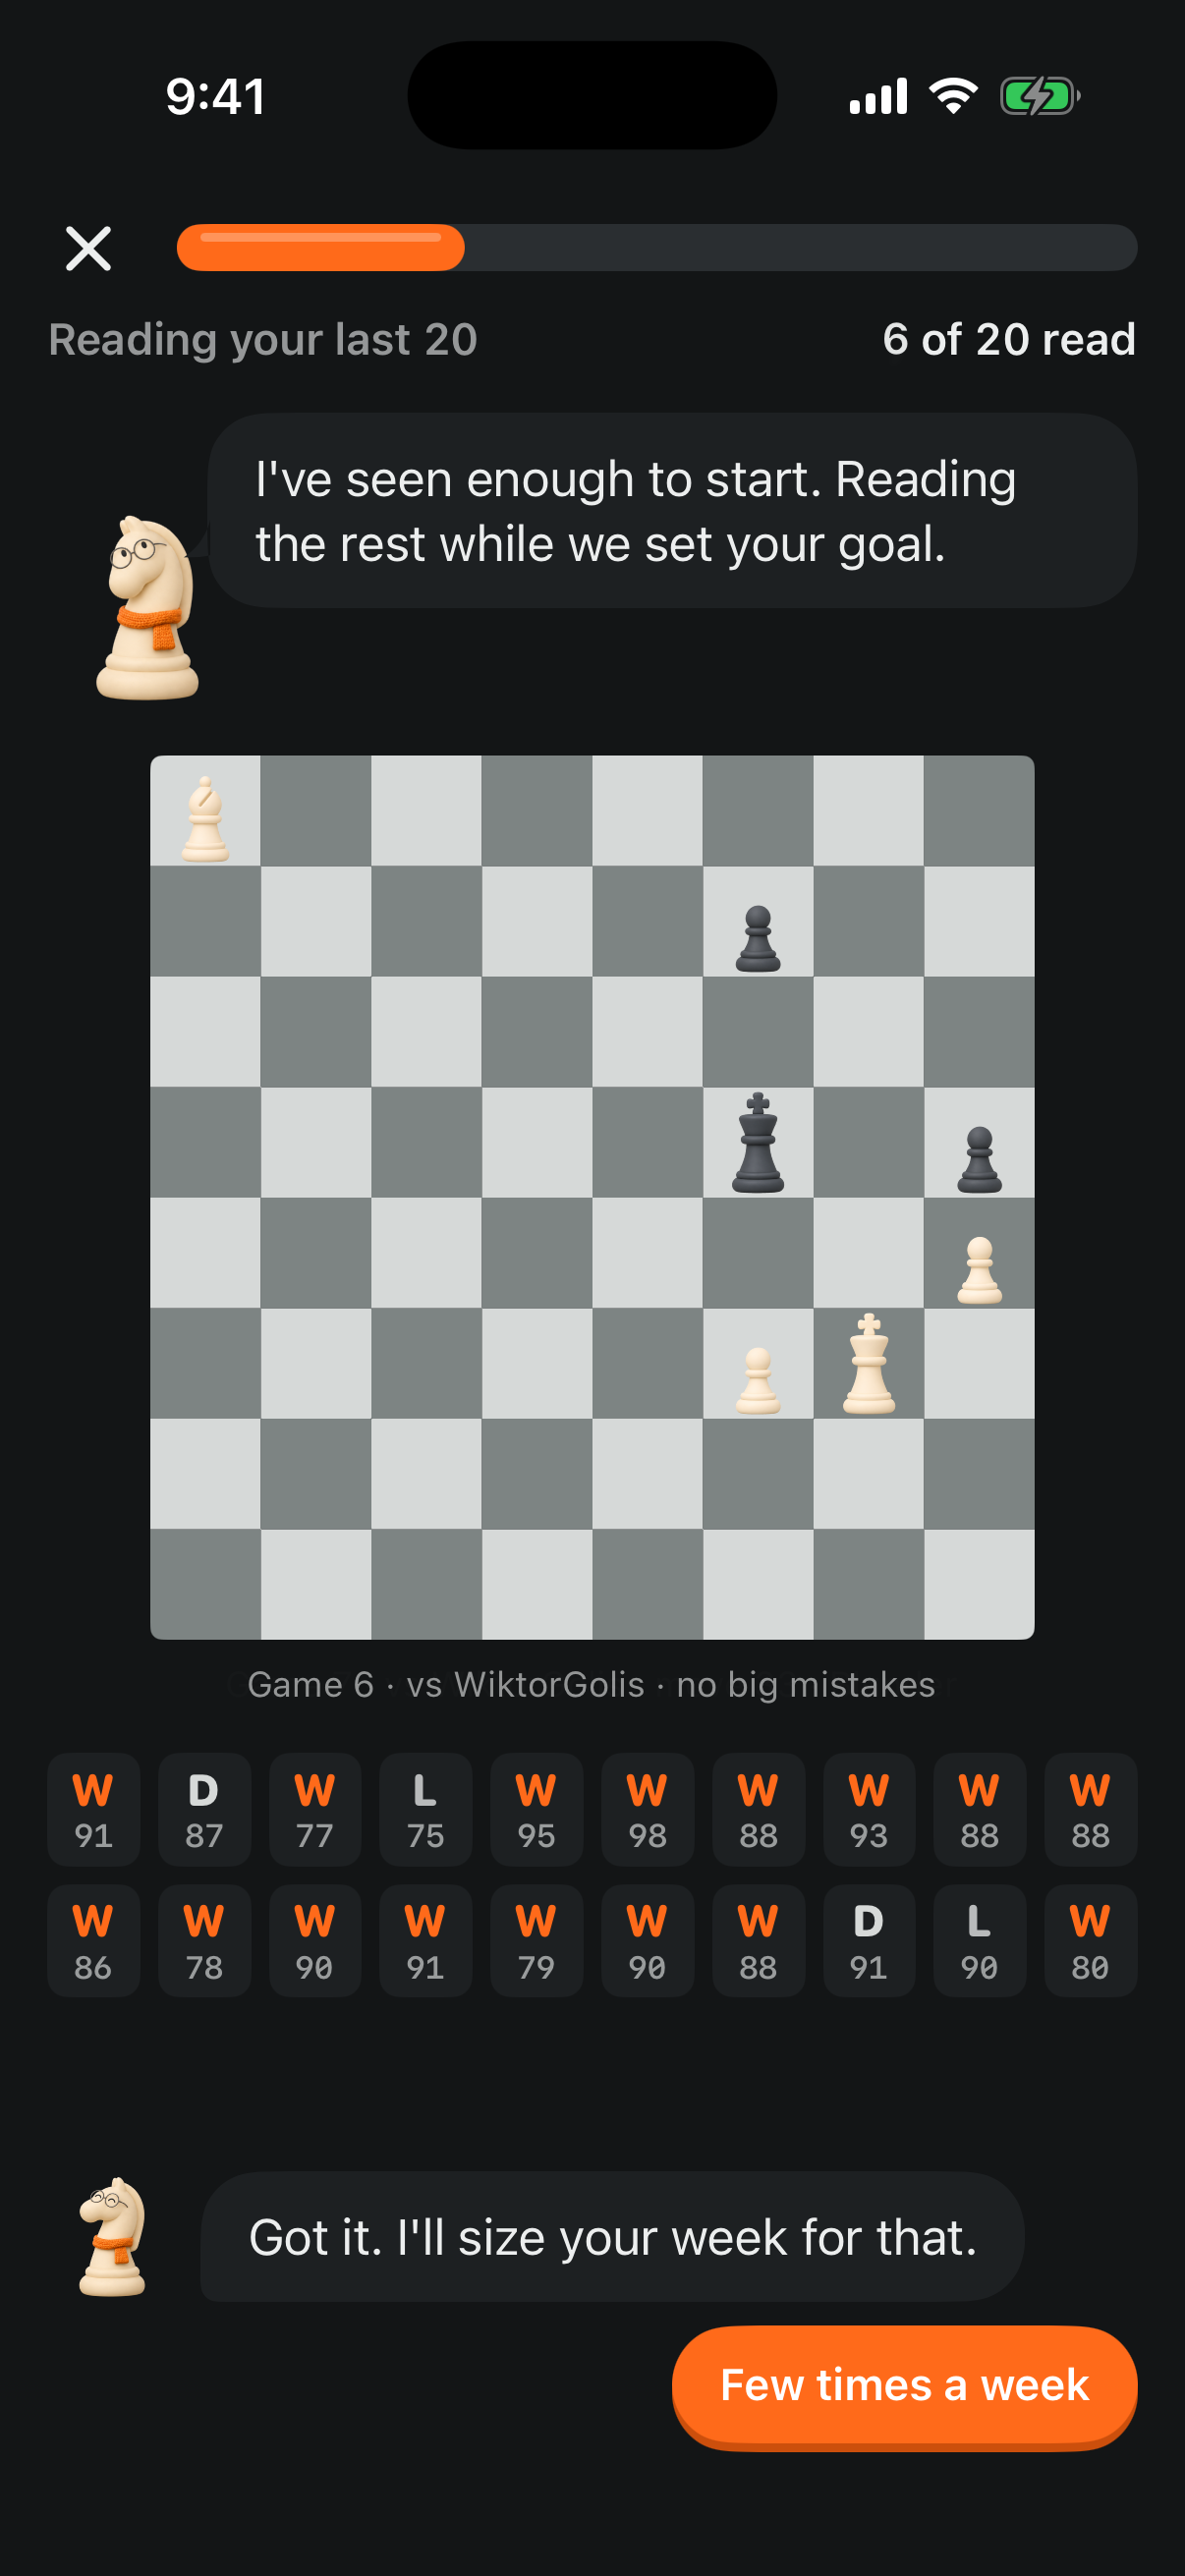 9:41
Reading your last 20
6 of 20 read
I've seen enough to start. Reading
the rest while we set your goal.
Game 6 · vs WiktorGolis · no big mistakes
W D W L W W W W W W
91 87 77 75 95 98 88 93 88 88
W W W W W W W D L W
86 78 90 91 79 90 88 91 90 80
Got it. I'll size your week for that.
Few times a week